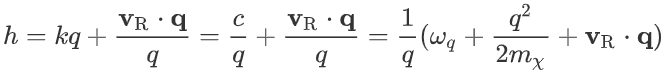 $h = kq + \frac{\mathbf{v}_{\mathrm{R}} \cdot \mathbf{q}}{q} = \frac{c}{q} + \frac{\mathbf{v}_{\mathrm{R}} \cdot \mathbf{q}}{q} = \frac{1}{q}(\omega_q + \frac{q^2}{2m_\chi} + \mathbf{v}_{\mathrm{R}} \cdot \mathbf{q})$